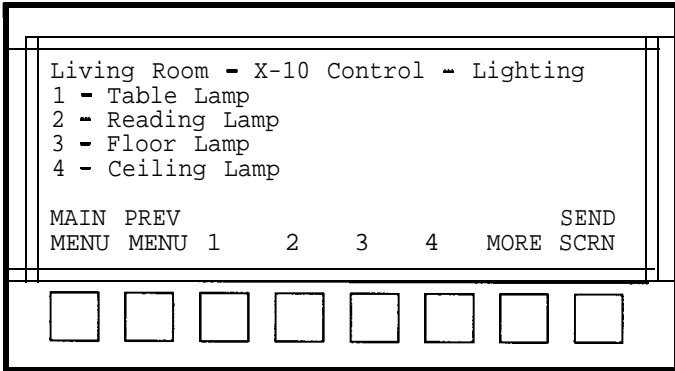 Living Room - X-10 Control - Lighting
1 - Table Lamp
2 - Reading Lamp
3 - Floor Lamp
4 - Ceiling Lamp
MAIN PREV SEND
MENU MENU 1 2 3 4 MORE SCRN